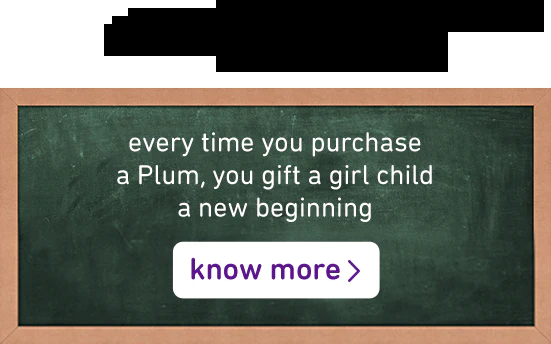 every time you purchase
a Plum, you gift a girl child
a new beginning
know more >